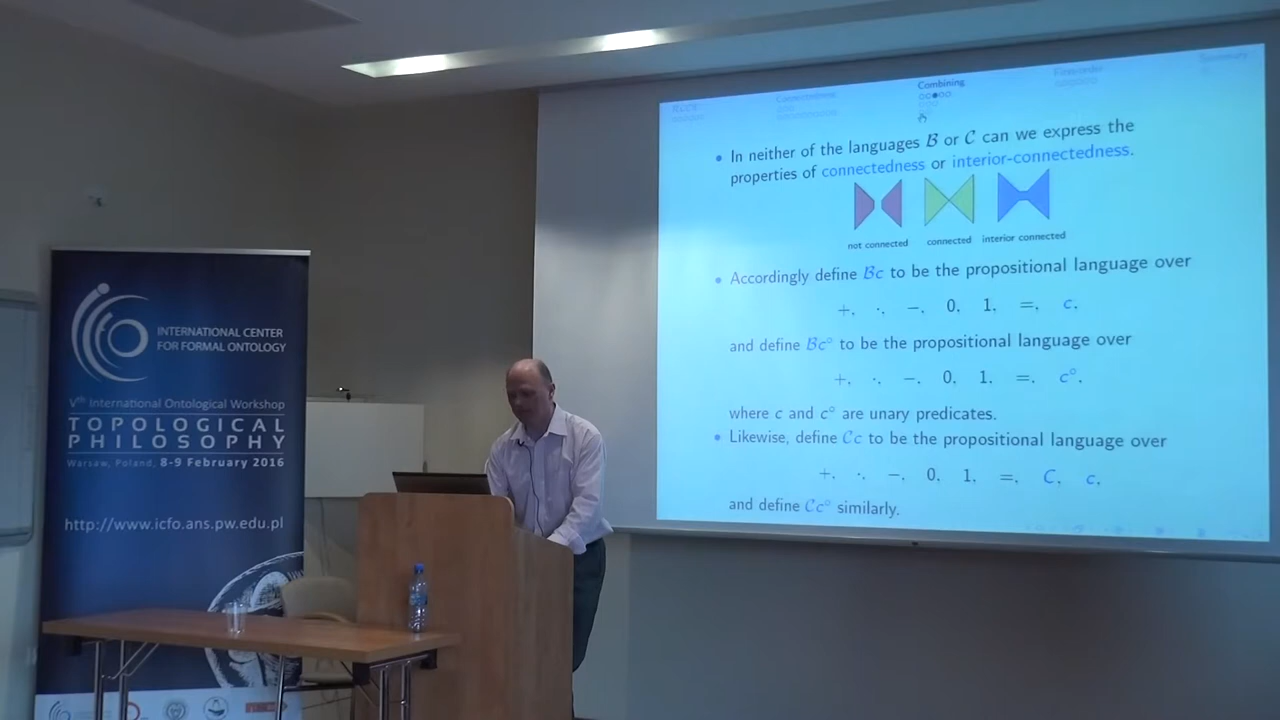 INTERNATIONAL CENTER
FOR FORMAL ONTOLOGY
Vth International Ontological Workshop
TOPOLOGICAL
PHILOSOPHY
Warsaw, Poland, 8-9 February 2016
http://www.icfo.ans.pw.edu.pl
Combining
Summary
• In neither of the languages ℬ or 𝒞 can we express the
properties of connectedness or interior-connectedness.
not connected connected interior connected
• Accordingly define ℬc to be the propositional language over
+, ·, −, 0, 1, =, c,
and define ℬc° to be the propositional language over
+, ·, −, 0, 1, =, c°,
where c and c° are unary predicates.
• Likewise, define 𝒞c to be the propositional language over
+, ·, −, 0, 1, =, C, c,
and define 𝒞c° similarly.